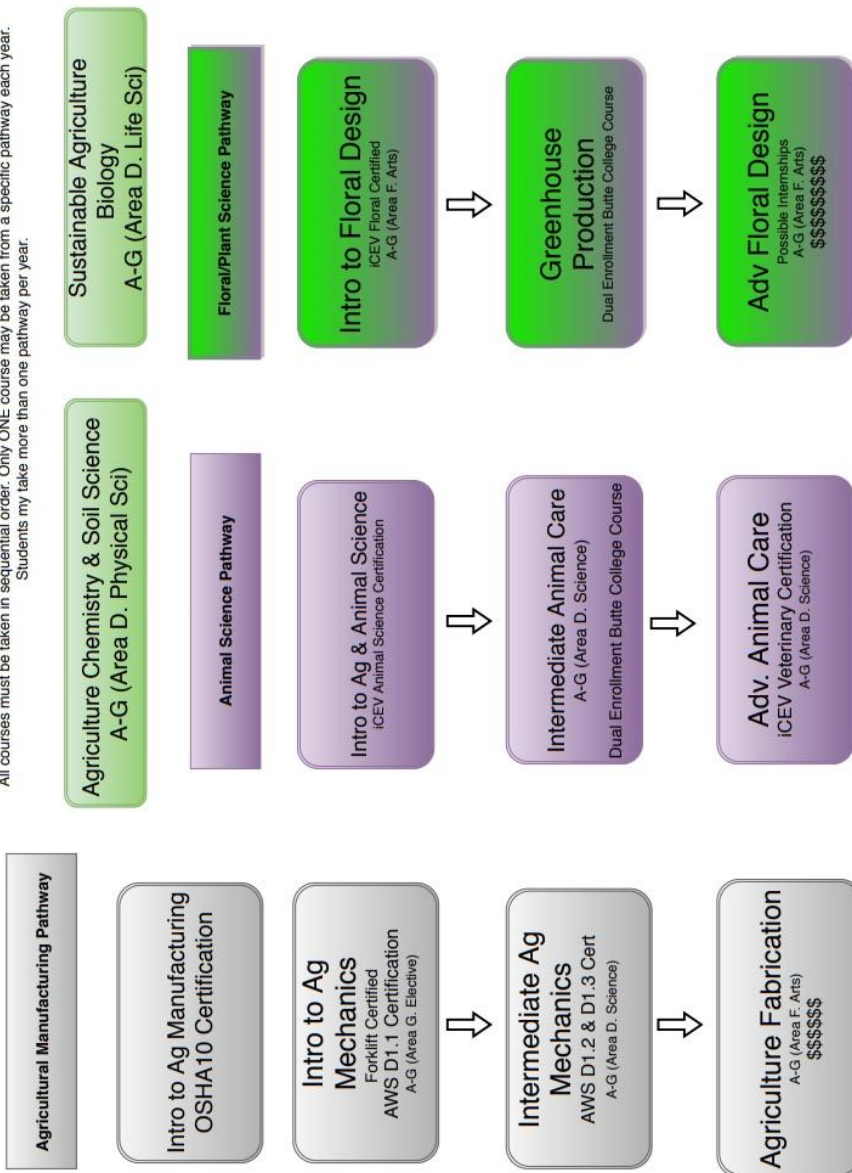 All courses must be taken in sequential order. Only ONE course may be taken from a specific pathway each year.
Students my take more than one pathway per year.
Agricultural Manufacturing Pathway
Intro to Ag Manufacturing
OSHA10 Certification
Intro to Ag
Mechanics
Forklift Certified
AWS D1.1 Certification
A-G (Area G. Elective)
Intermediate Ag
Mechanics
AWS D1.2 & D1.3 Cert
A-G (Area D. Science)
Agriculture Fabrication
A-G (Area F. Arts)
$$$$$$
Agriculture Chemistry & Soil Science
A-G (Area D. Physical Sci)
Animal Science Pathway
Intro to Ag & Animal Science
iCEV Animal Science Certification
Intermediate Animal Care
A-G (Area D. Science)
Dual Enrollment Butte College Course
Adv. Animal Care
iCEV Veterinary Certification
A-G (Area D. Science)
Sustainable Agriculture
Biology
A-G (Area D. Life Sci)
Floral/Plant Science Pathway
Intro to Floral Design
iCEV Floral Certified
A-G (Area F. Arts)
Greenhouse
Production
Dual Enrollment Butte College Course
Adv Floral Design
Possible Internships
A-G (Area F. Arts)
$$$$$$$$$